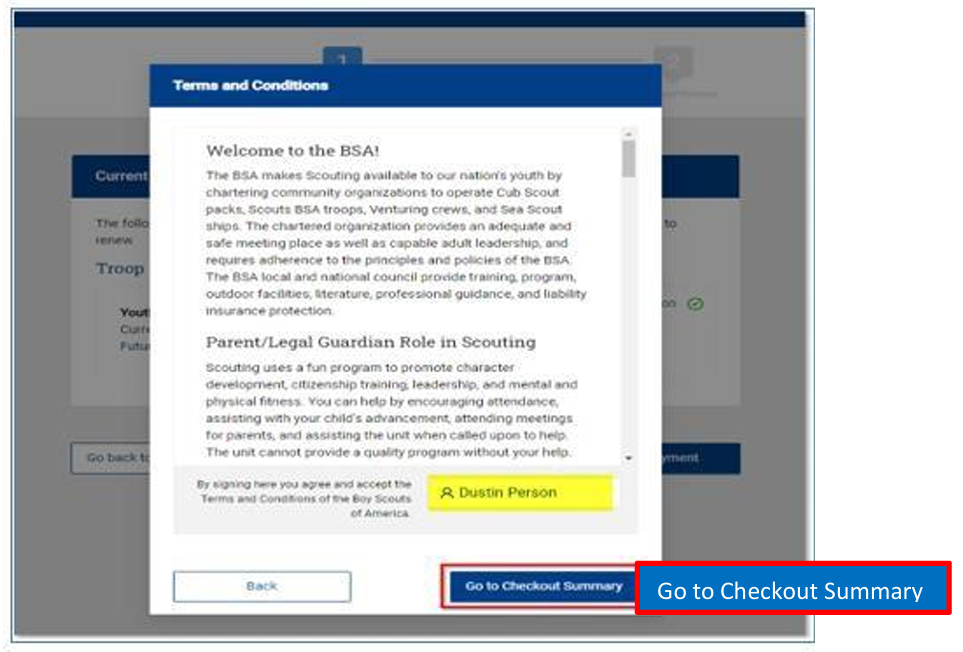 1
2
Terms and Conditions
Welcome to the BSA!
The BSA makes Scouting available to our nation's youth by
chartering community organizations to operate Cub Scout
packs, Scouts BSA troops, Venturing crews, and Sea Scout
ships. The chartered organization provides an adequate and
safe meeting place as well as capable adult leadership, and
requires adherence to the principles and policies of the BSA.
The BSA local and national council provide training, program,
outdoor facilities, literature, professional guidance, and liability
insurance protection.
Parent/Legal Guardian Role in Scouting
Scouting uses a fun program to promote character
development, citizenship training, leadership, and mental and
physical fitness. You can help by encouraging attendance,
assisting with your child's advancement, attending meetings
for parents, and assisting the unit when called upon to help.
The unit cannot provide a quality program without your help.
By signing here you agree and accept the
Terms and Conditions of the Boy Scouts
of America.
Dustin Person
Back
Go to Checkout Summary
Go to Checkout Summary
Current
The follo
to
renew
Troop
Yout
on
Curre
Futu
Go back to
yment